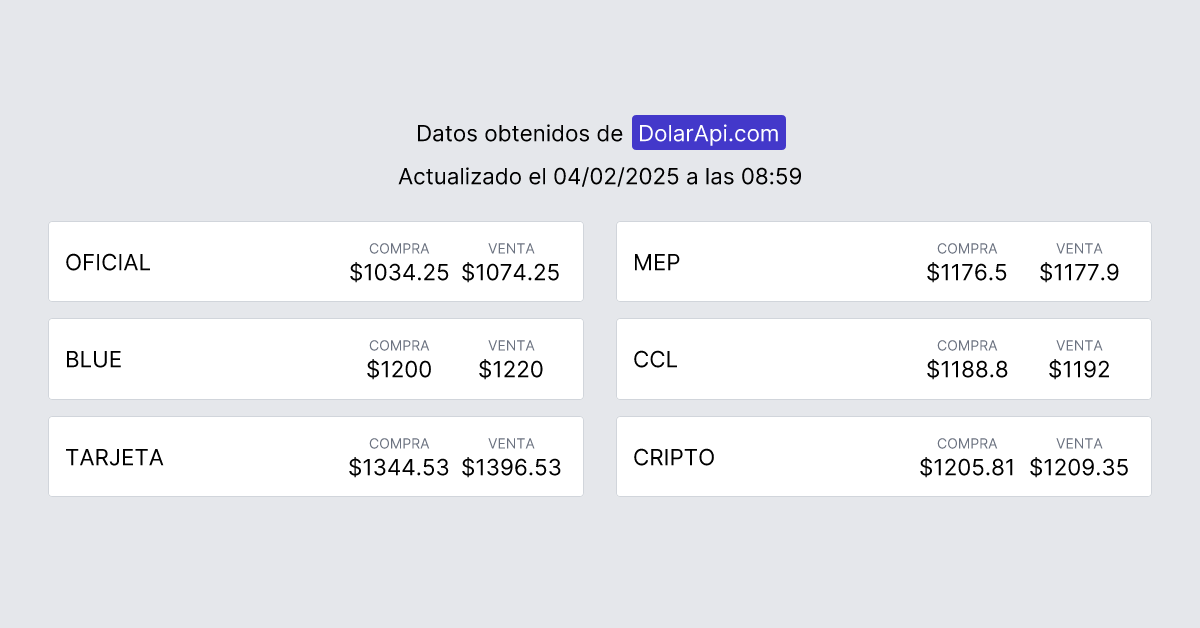 Datos obtenidos de DolarApi.com
Actualizado el 04/02/2025 a las 08:59
OFICIAL
COMPRA VENTA
$1034.25 $1074.25
MEP
COMPRA VENTA
$1176.5 $1177.9
BLUE
COMPRA VENTA
$1200 $1220
CCL
COMPRA VENTA
$1188.8 $1192
TARJETA
COMPRA VENTA
$1344.53 $1396.53
CRIPTO
COMPRA VENTA
$1205.81 $1209.35